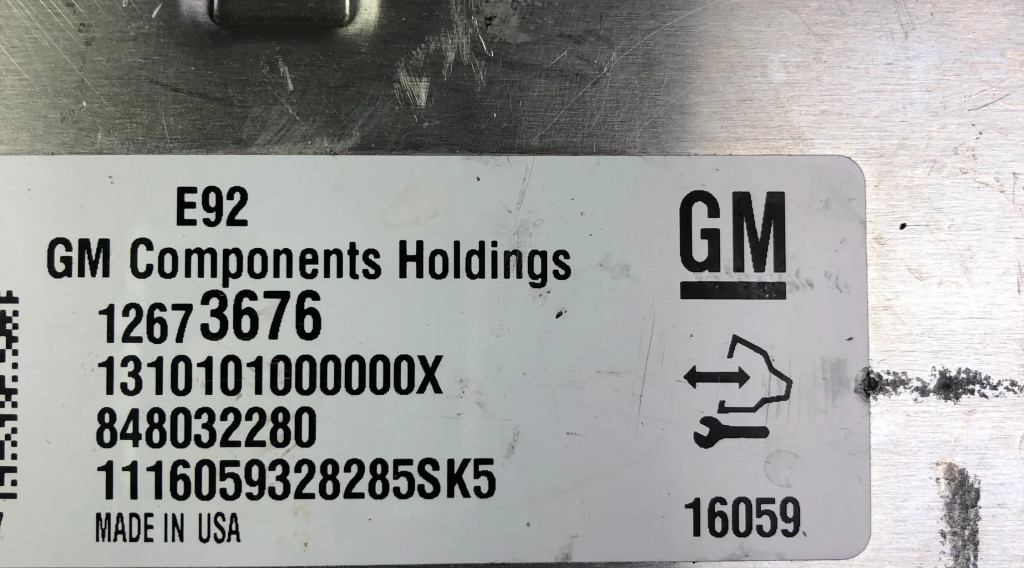 E92
GM Components Holdings
12673676
1310101000000X
848032280
1116059328285SK5
MADE IN USA
GM
16059